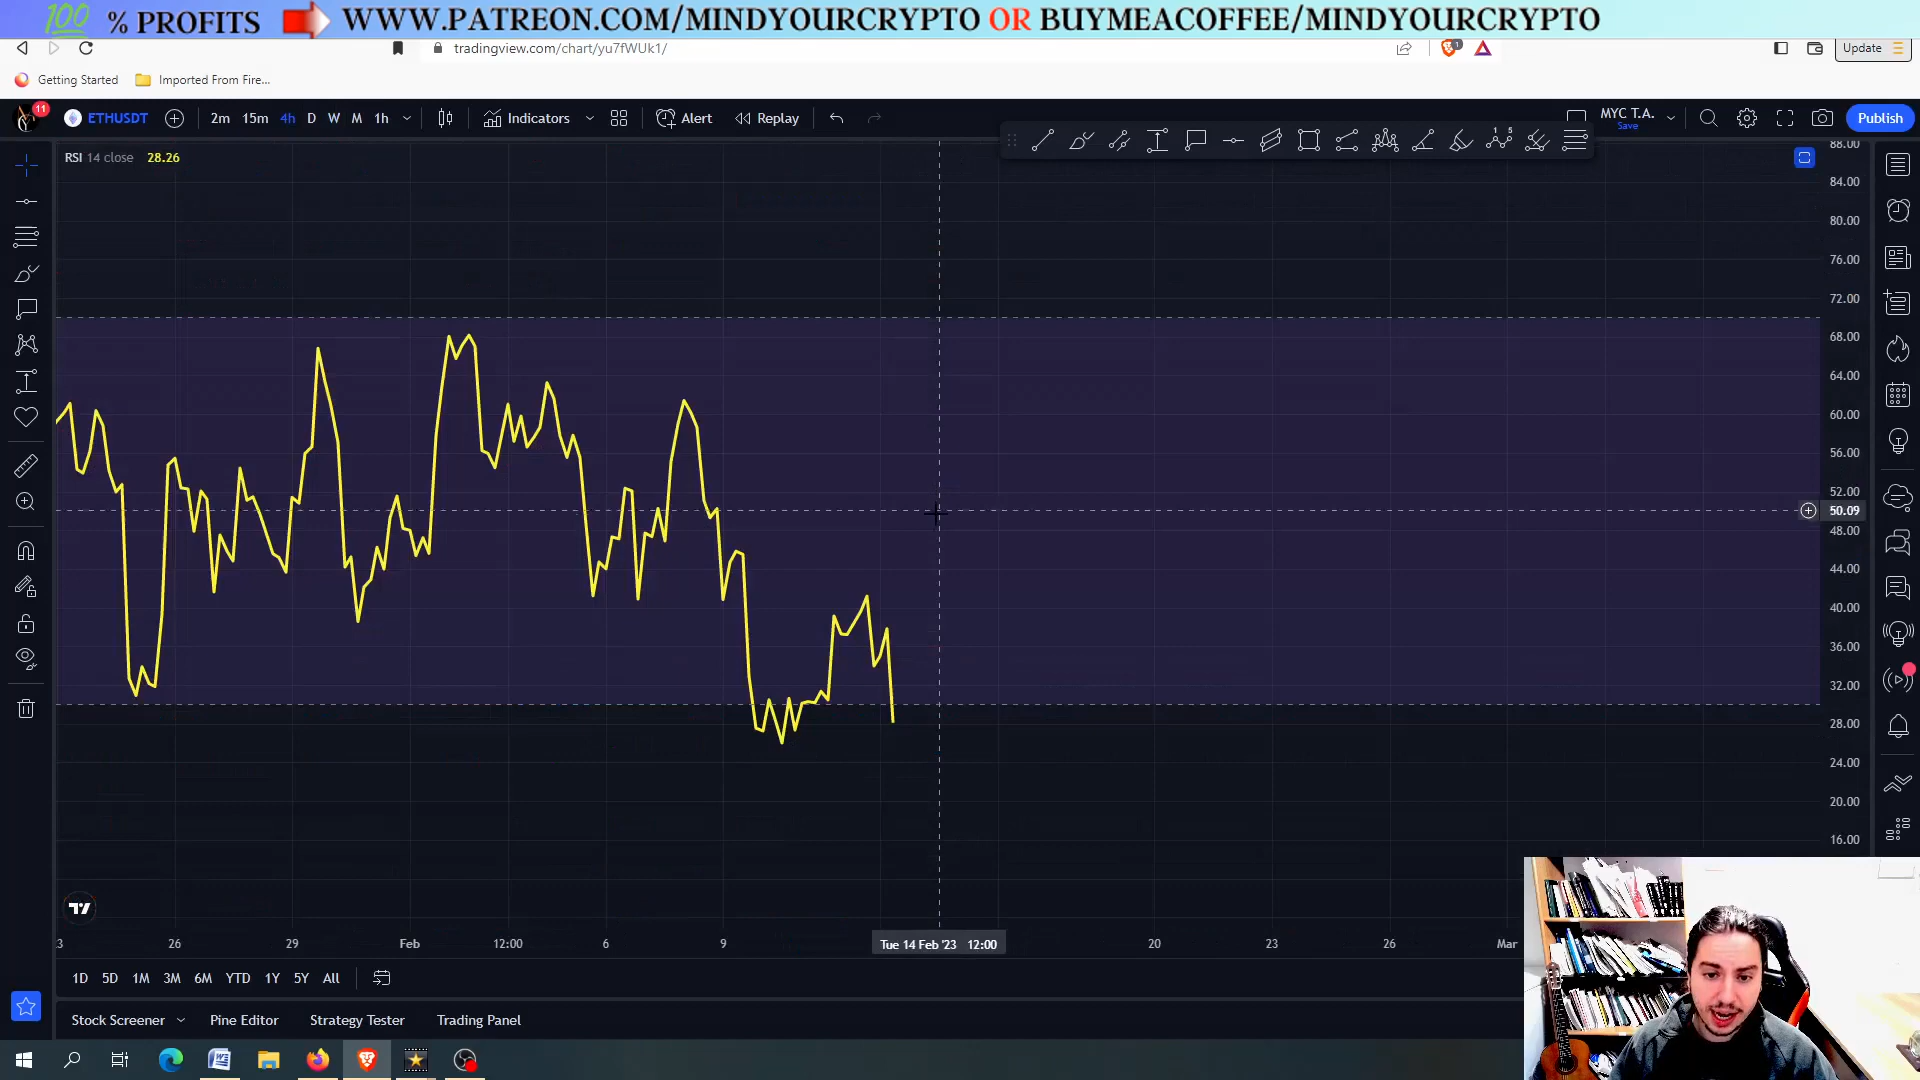 💯 % PROFITS ➡ WWW.PATREON.COM/MINDYOURCRYPTO OR BUYMEACOFFEE/MINDYOURCRYPTO
tradingview.com/chart/yu7fWUk1/
1
Update
Getting Started
Imported From Fire...
11
ETHUSDT
2m 15m 4h D W M 1h
Indicators
Alert
Replay
MYC T.A.
Save
Publish
RSI 14 close 28.26
88.00
84.00
80.00
76.00
72.00
68.00
64.00
60.00
56.00
52.00
50.09
48.00
44.00
40.00
36.00
32.00
28.00
24.00
20.00
16.00
3 26 29 Feb 12:00 6 9 Tue 14 Feb '23 12:00 20 23 26 Mar
1D 5D 1M 3M 6M YTD 1Y 5Y All
Stock Screener Pine Editor Strategy Tester Trading Panel